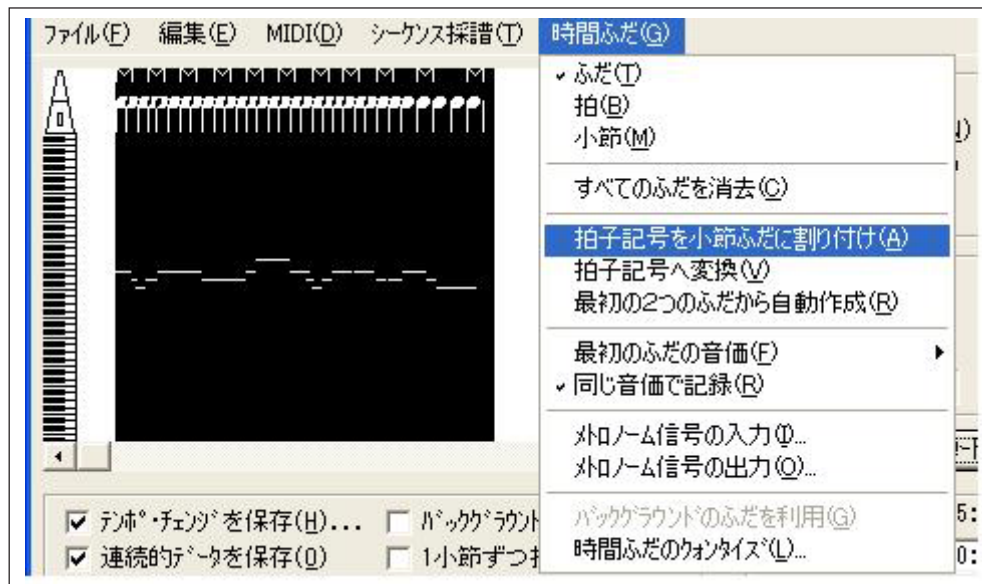 ファイル(F) 編集(E) MIDI(D) シーケンス採譜(T) 時間ふだ(G)
ふだ(T)
拍(B)
小節(M)
すべてのふだを消去(C)
拍子記号を小節ふだに割り付け(A)
拍子記号へ変換(V)
最初の2つのふだから自動作成(R)
最初のふだの音価(F)
同じ音価で記録(R)
メトロノーム信号の入力(I)...
メトロノーム信号の出力(O)...
バックグラウンドのふだを利用(G)
時間ふだのクォンタイズ(L)...
テンポ・チェンジを保存(H)...
連続的データを保存(O)
バックグラウン
1小節ずつ